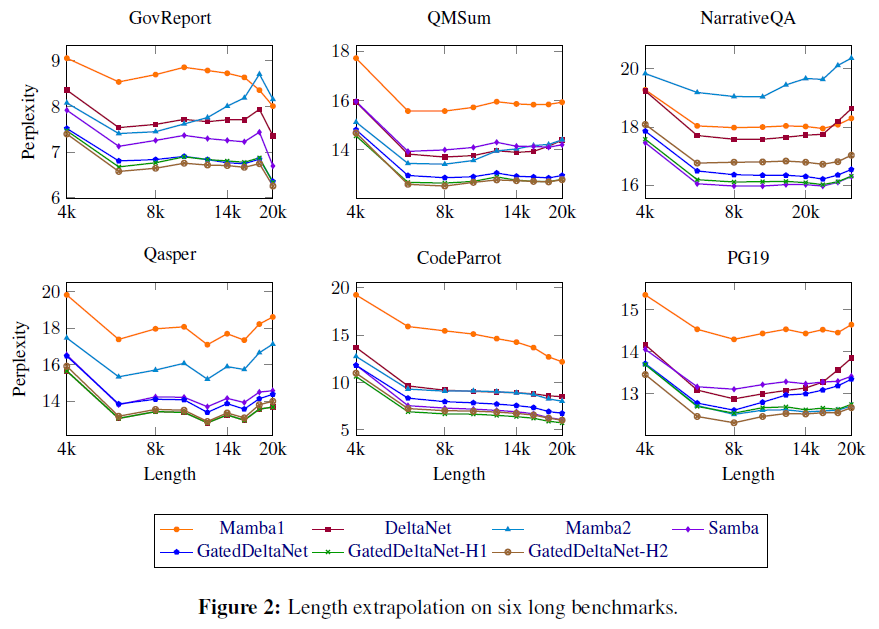 GovReport QMSum NarrativeQA
Perplexity
9
8
7
6
4k 8k 14k 20k
18
16
14
4k 8k 14k 20k
20
18
16
4k 8k 20k
Qasper CodeParrot PG19
Perplexity
20
18
16
14
4k 8k 14k 20k
Length
20
15
10
5
4k 8k 14k 20k
Length
15
14
13
4k 8k 14k 20k
Length
Mamba1 DeltaNet Mamba2 Samba
GatedDeltaNet GatedDeltaNet-H1 GatedDeltaNet-H2
Figure 2: Length extrapolation on six long benchmarks.